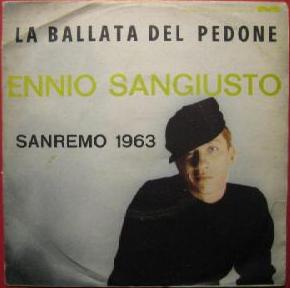 LA BALLATA DEL PEDONE
ENNIO SANGIUSTO
SANREMO 1963